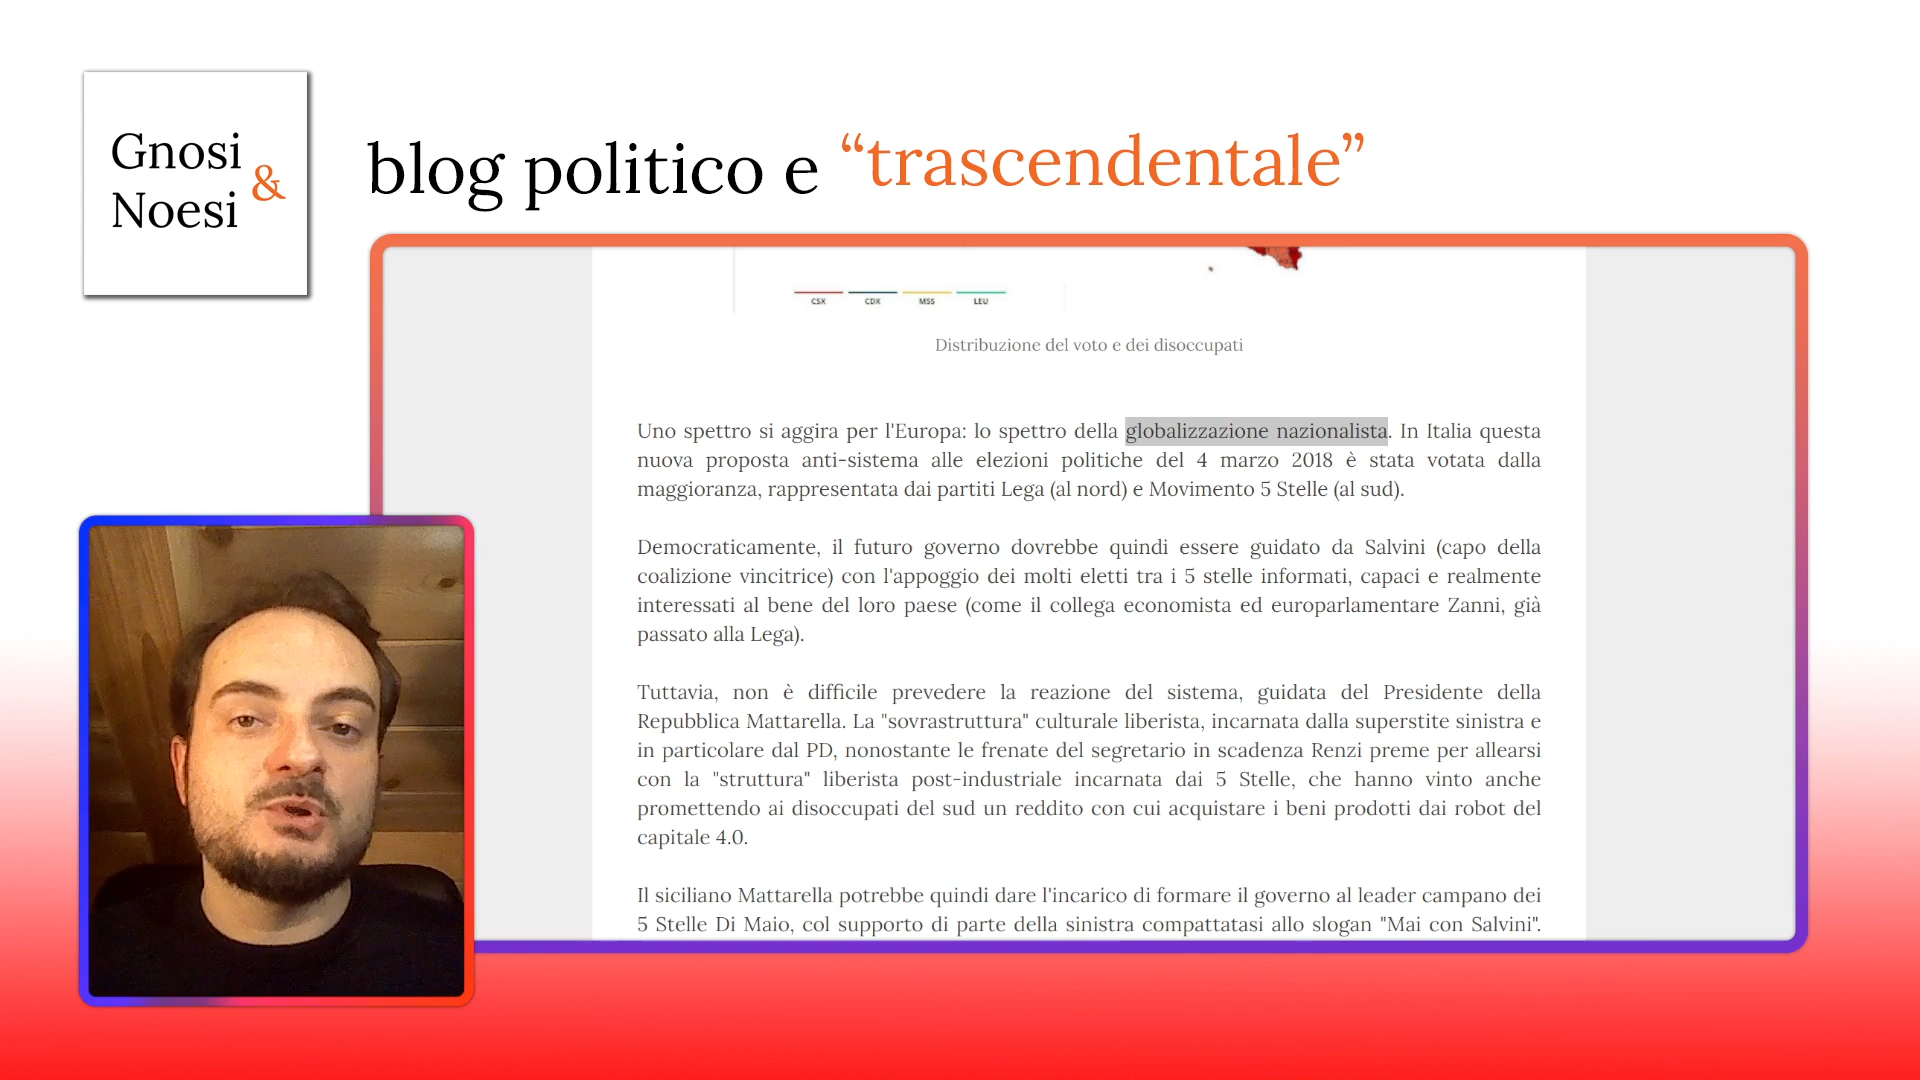 Gnosi
&
Noesi
blog politico e “trascendentale”
CSX CDX MSS LEU
Distribuzione del voto e dei disoccupati
Uno spettro si aggira per l'Europa: lo spettro della globalizzazione nazionalista. In Italia questa
nuova proposta anti-sistema alle elezioni politiche del 4 marzo 2018 è stata votata dalla
maggioranza, rappresentata dai partiti Lega (al nord) e Movimento 5 Stelle (al sud).
Democraticamente, il futuro governo dovrebbe quindi essere guidato da Salvini (capo della
coalizione vincitrice) con l'appoggio dei molti eletti tra i 5 stelle informati, capaci e realmente
interessati al bene del loro paese (come il collega economista ed europarlamentare Zanni, già
passato alla Lega).
Tuttavia, non è difficile prevedere la reazione del sistema, guidata del Presidente della
Repubblica Mattarella. La "sovrastruttura" culturale liberista, incarnata dalla superstite sinistra e
in particolare dal PD, nonostante le frenate del segretario in scadenza Renzi preme per allearsi
con la "struttura" liberista post-industriale incarnata dai 5 Stelle, che hanno vinto anche
promettendo ai disoccupati del sud un reddito con cui acquistare i beni prodotti dai robot del
capitale 4.0.
Il siciliano Mattarella potrebbe quindi dare l'incarico di formare il governo al leader campano dei
5 Stelle Di Maio, col supporto di parte della sinistra compattatasi allo slogan "Mai con Salvini".